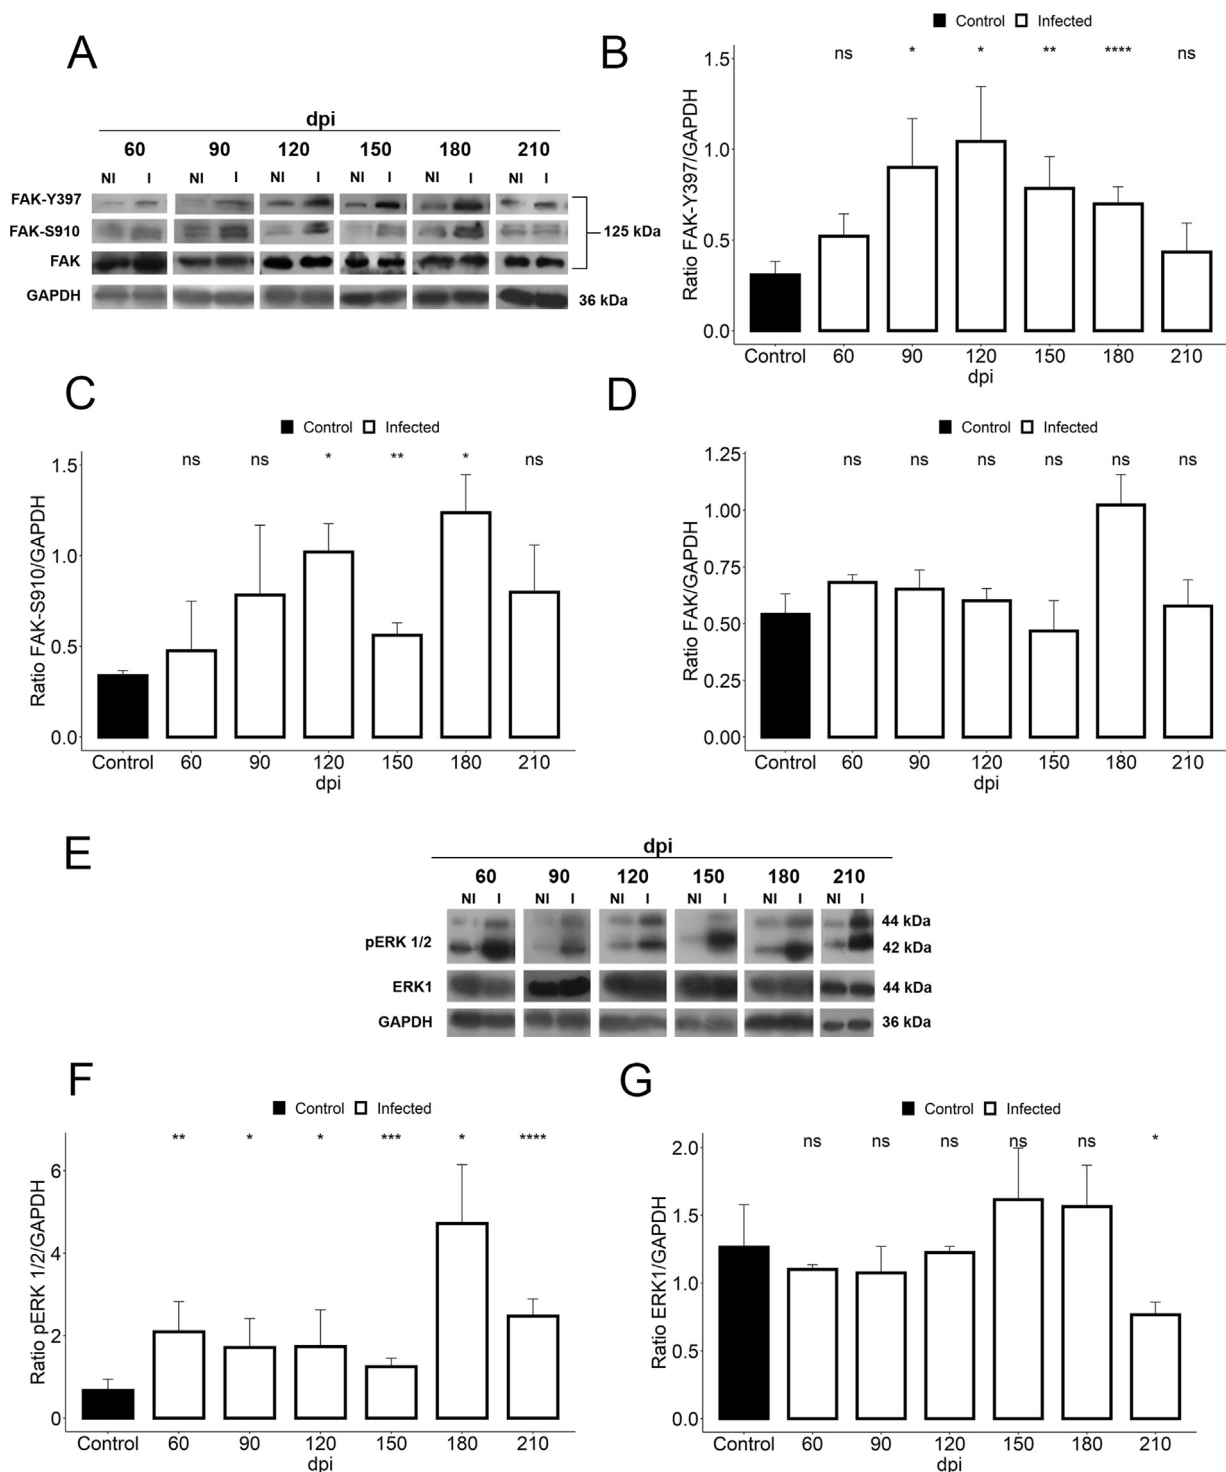 A
dpi
60 90 120 150 180 210
NI I NI I NI I NI I NI I NI I
FAK-Y397
FAK-S910
125 kDa
FAK
GAPDH
36 kDa
B
Control Infected
ns * * ** **** ns
Ratio FAK-Y397/GAPDH
1.5
1.0
0.5
0.0
Control 60 90 120 150 180 210
dpi
C
Control Infected
ns ns * ** * ns
Ratio FAK-S910/GAPDH
1.5
1.0
0.5
0.0
Control 60 90 120 150 180 210
dpi
D
Control Infected
ns ns ns ns ns ns
Ratio FAK/GAPDH
1.25
1.00
0.75
0.50
0.25
0.00
Control 60 90 120 150 180 210
dpi
E
dpi
60 90 120 150 180 210
NI I NI I NI I NI I NI I NI I
44 kDa
pERK 1/2
42 kDa
ERK1
44 kDa
GAPDH
36 kDa
F
Control Infected
** * * *** * ****
Ratio pERK 1/2/GAPDH
6
4
2
0
Control 60 90 120 150 180 210
dpi
G
Control Infected
ns ns ns ns ns *
Ratio ERK1/GAPDH
2.0
1.5
1.0
0.5
0.0
Control 60 90 120 150 180 210
dpi